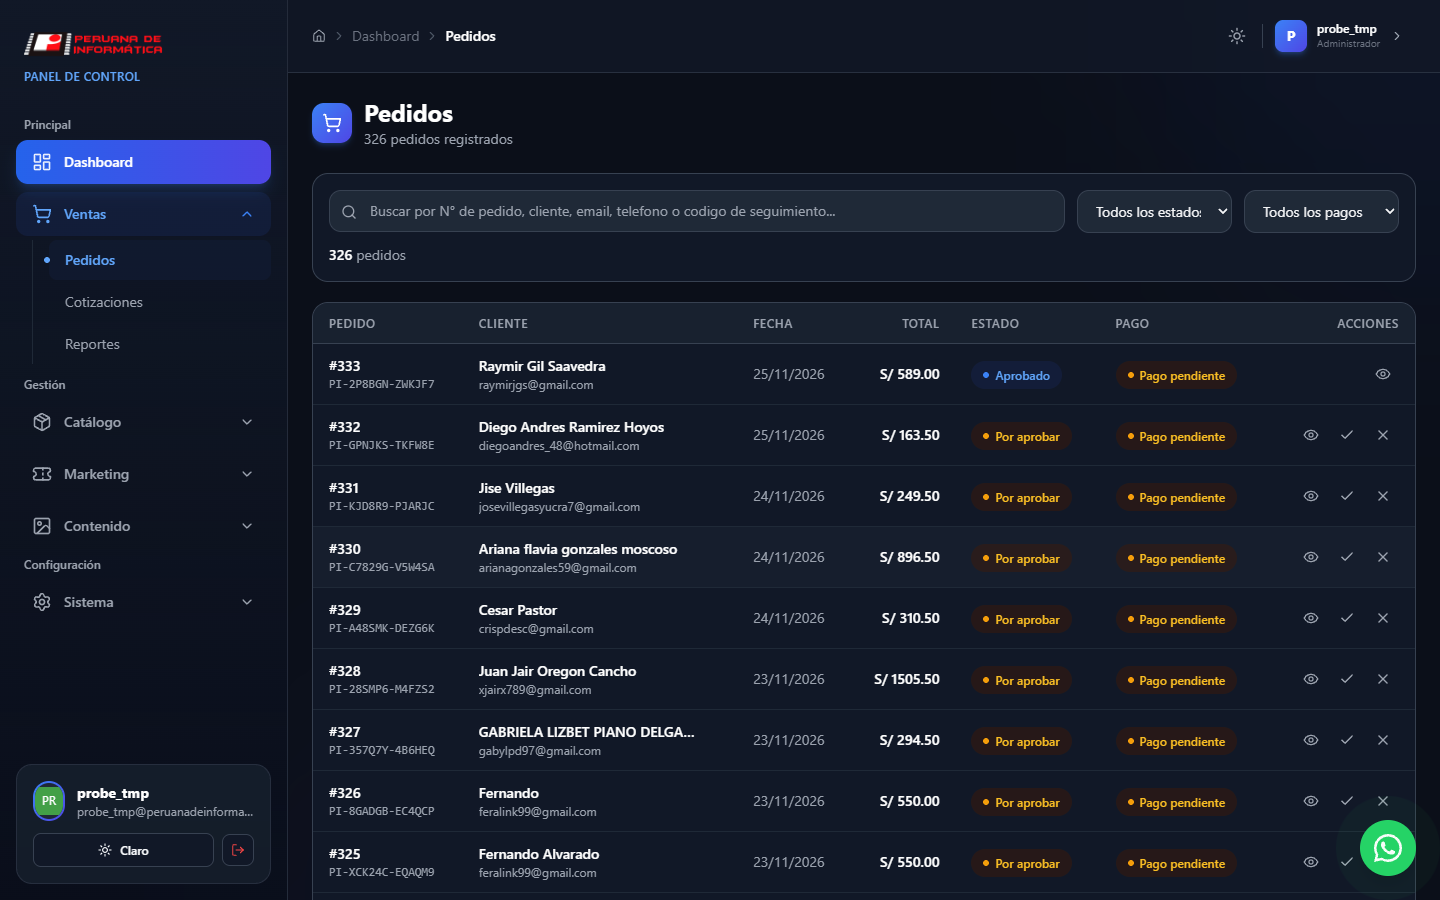 PERUANA DE
INFORMÁTICA
PANEL DE CONTROL
Principal
Dashboard
Ventas
Pedidos
Cotizaciones
Reportes
Gestión
Catálogo
Marketing
Contenido
Configuración
Sistema
PR
probe_tmp
probe_tmp@peruanadeinforma...
Claro
Dashboard
Pedidos
P
probe_tmp
Administrador
Pedidos
326 pedidos registrados
Buscar por N° de pedido, cliente, email, telefono o codigo de seguimiento...
Todos los estados
Todos los pagos
326 pedidos
PEDIDO CLIENTE FECHA TOTAL ESTADO PAGO ACCIONES
#333 Raymir Gil Saavedra 25/11/2026 S/ 589.00 Aprobado Pago pendiente
PI-2P8BGN-ZWKJF7 raymirjgs@gmail.com
#332 Diego Andres Ramirez Hoyos 25/11/2026 S/ 163.50 Por aprobar Pago pendiente
PI-GPNJKS-TKFW8E diegoandres_48@hotmail.com
#331 Jise Villegas 24/11/2026 S/ 249.50 Por aprobar Pago pendiente
PI-KJD8R9-PJARJC josevillegasyucra7@gmail.com
#330 Ariana flavia gonzales moscoso 24/11/2026 S/ 896.50 Por aprobar Pago pendiente
PI-C7829G-V5W4SA arianagonzales59@gmail.com
#329 Cesar Pastor 24/11/2026 S/ 310.50 Por aprobar Pago pendiente
PI-A48SMK-DEZG6K crispdesc@gmail.com
#328 Juan Jair Oregon Cancho 23/11/2026 S/ 1505.50 Por aprobar Pago pendiente
PI-28SMP6-M4FZS2 xjairx789@gmail.com
#327 GABRIELA LIZBET PIANO DELGA... 23/11/2026 S/ 294.50 Por aprobar Pago pendiente
PI-357Q7Y-4B6HEQ gabylpd97@gmail.com
#326 Fernando 23/11/2026 S/ 550.00 Por aprobar Pago pendiente
PI-8GADGB-EC4QCP feralink99@gmail.com
#325 Fernando Alvarado 23/11/2026 S/ 550.00 Por aprobar Pago pendiente
PI-XCK24C-EQAQM9 feralink99@gmail.com